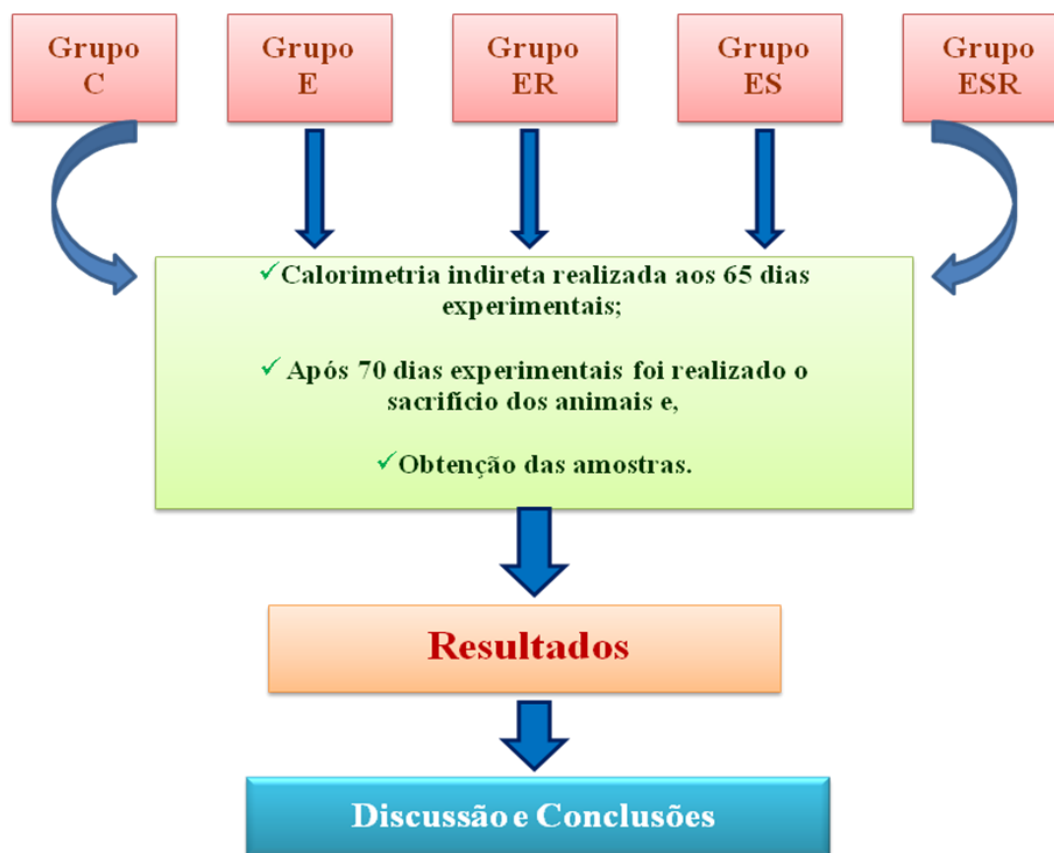 Grupo
C
Grupo
E
Grupo
ER
Grupo
ES
Grupo
ESR
✓Calorimetria indireta realizada aos 65 dias
experimentais;
✓ Após 70 dias experimentais foi realizado o
sacrifício dos animais e,
✓Obtenção das amostras.
Resultados
Discussão e Conclusões